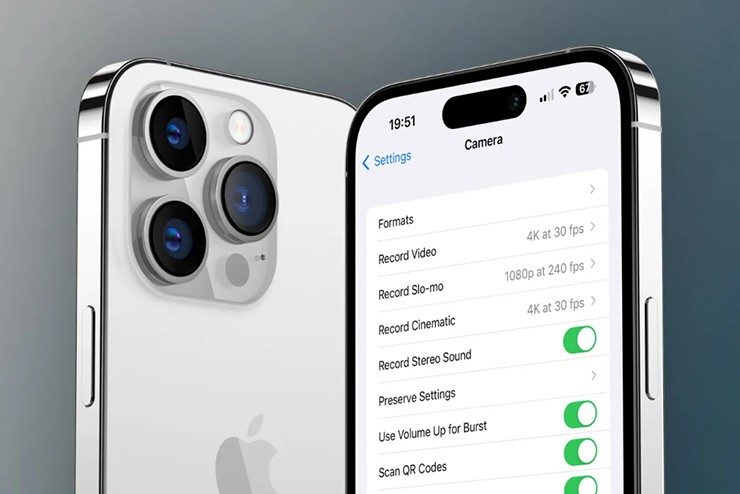 19:51
67
Settings
Camera
Formats
Record Video 4K at 30 fps
Record Slo-mo 1080p at 240 fps
Record Cinematic 4K at 30 fps
Record Stereo Sound
Preserve Settings
Use Volume Up for Burst
Scan QR Codes